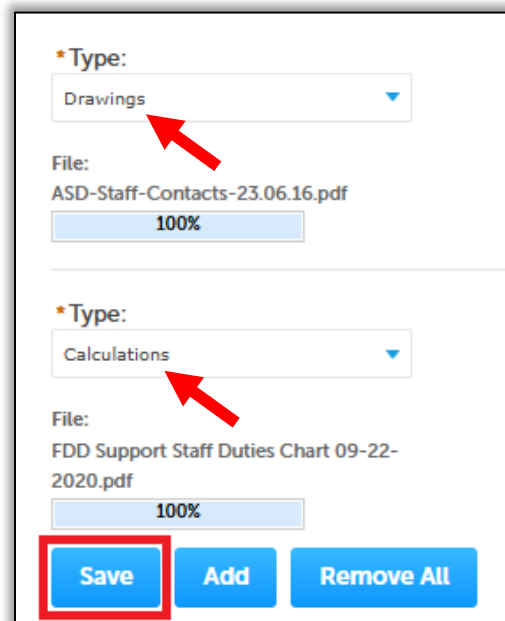 *Type:
Drawings
File:
ASD-Staff-Contacts-23.06.16.pdf
100%
*Type:
Calculations
File:
FDD Support Staff Duties Chart 09-22-
2020.pdf
100%
Save Add Remove All